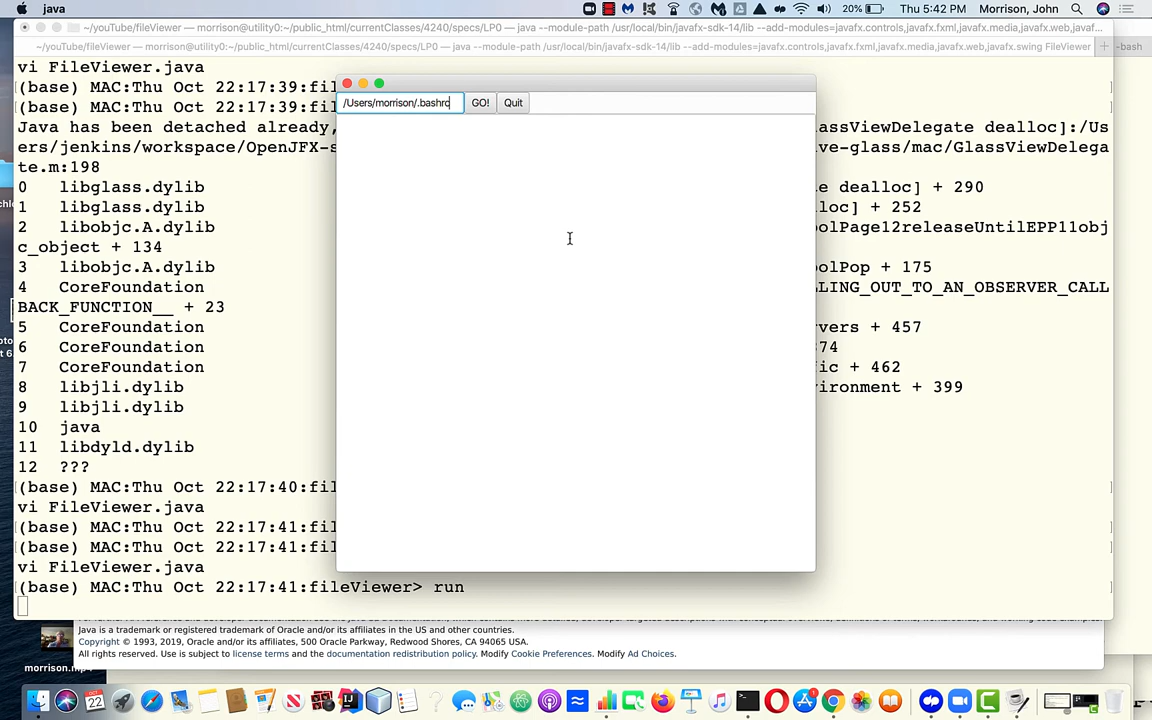 java
20%
Thu 5:42 PM
Morrison, John
~/youTube/fileViewer — morrison@utility0:~/public_html/currentClasses/4240/specs/LP0 — java --module-path /usr/local/bin/javafx-sdk-14/lib --add-modules=javafx.controls,javafx.fxml,javafx.media,javafx.web,javafx...
~/youTube/fileViewer — morrison@utility0:~/public_html/currentClasses/4240/specs/LP0 — java --module-path /usr/local/bin/javafx-sdk-14/lib --add-modules=javafx.controls,javafx.fxml,javafx.media,javafx.web,javafx.swing FileViewer
-bash
vi FileViewer.java
(base) MAC:Thu Oct 22:17:39:fil
(base) MAC:Thu Oct 22:17:39:fil
Java has been detached already, assViewDelegate dealloc]:/Us
ers/jenkins/workspace/OpenJFX-s ve-glass/mac/GlassViewDelega
te.m:198
0 libglass.dylib e dealloc] + 290
1 libglass.dylib loc] + 252
2 libobjc.A.dylib olPage12releaseUntilEPP11obj
c_object + 134
3 libobjc.A.dylib olPop + 175
4 CoreFoundation LLING_OUT_TO_AN_OBSERVER_CALL
BACK_FUNCTION__ + 23
5 CoreFoundation rvers + 457
6 CoreFoundation 74
7 CoreFoundation ic + 462
8 libjli.dylib ironment + 399
9 libjli.dylib
10 java
11 libdyld.dylib
12 ???
(base) MAC:Thu Oct 22:17:40:fil
vi FileViewer.java
(base) MAC:Thu Oct 22:17:41:fil
(base) MAC:Thu Oct 22:17:41:fil
vi FileViewer.java
(base) MAC:Thu Oct 22:17:41:fileViewer> run
/Users/morrison/.bashrc
GO!
Quit
Java is a trademark or registered trademark of Oracle and/or its affiliates in the US and other countries.
Copyright © 1993, 2019, Oracle and/or its affiliates, 500 Oracle Parkway, Redwood Shores, CA 94065 USA.
All rights reserved. Use is subject to license terms and the documentation redistribution policy. Modify Cookie Preferences. Modify Ad Choices.
morrison.mp4